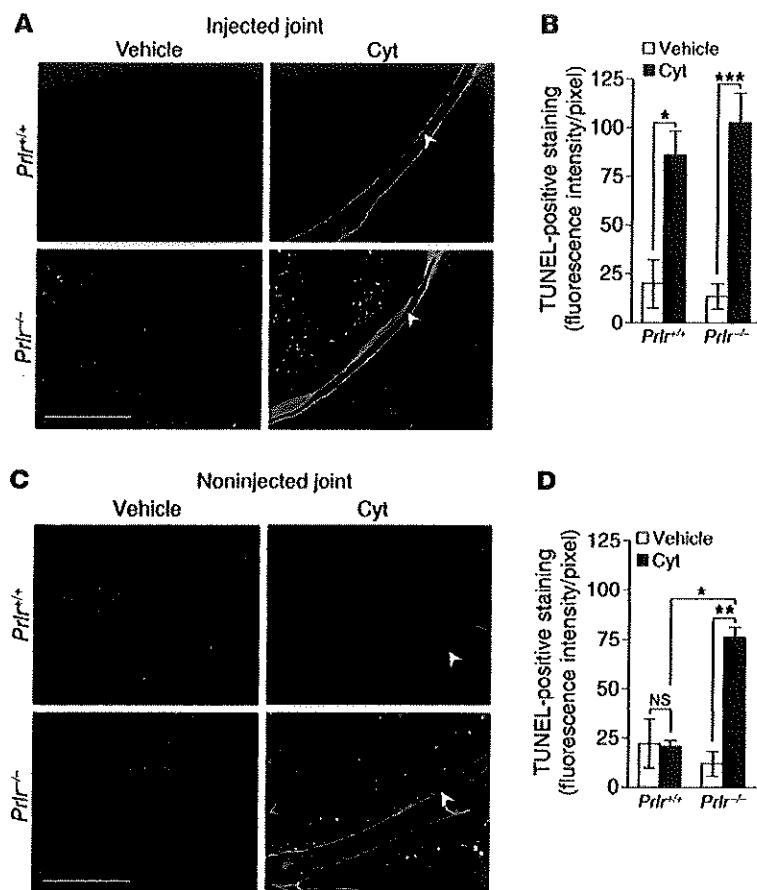 A
Injected joint
Vehicle
Cyt
Prlr+/+
Prlr−/−
B
Vehicle
Cyt
TUNEL-positive staining
(fluorescence intensity/pixel)
125
100
75
50
25
0
*
***
Prlr+/+
Prlr−/−
C
Noninjected joint
Vehicle
Cyt
Prlr+/+
Prlr−/−
D
Vehicle
Cyt
TUNEL-positive staining
(fluorescence intensity/pixel)
125
100
75
50
25
0
NS
*
**
Prlr+/+
Prlr−/−